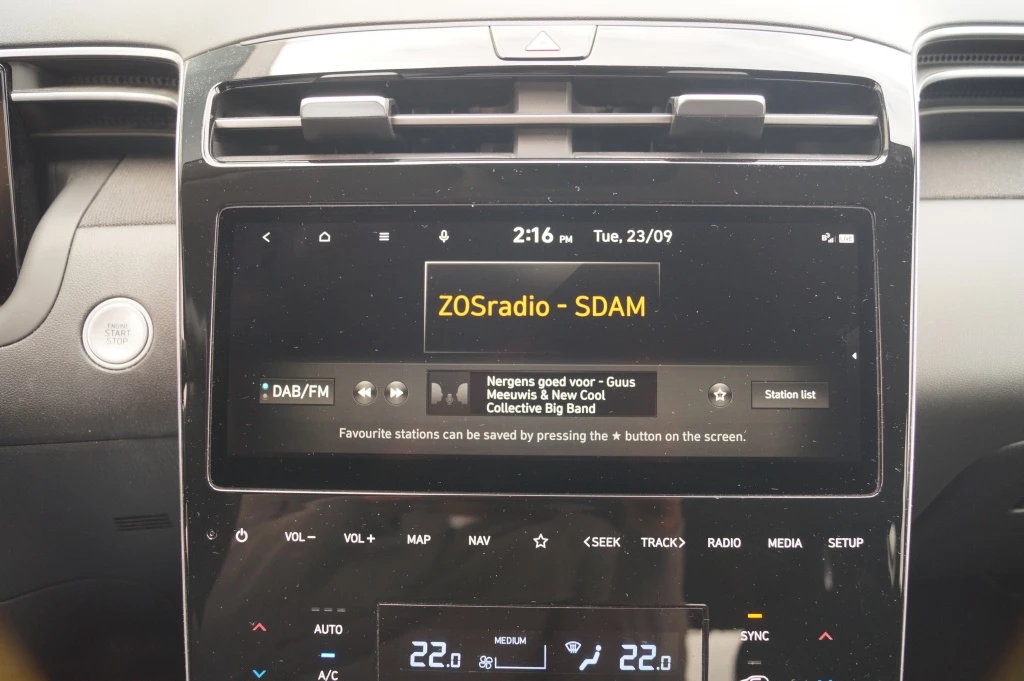 2:16 PM Tue, 23/09
LIVE
ZOSradio - SDAM
ENGINE
START
STOP
DAB/FM
Nergens goed voor - Guus
Meeuwis & New Cool
Collective Big Band
Station list
Favourite stations can be saved by pressing the ★ button on the screen.
VOL− VOL+ MAP NAV ☆ <SEEK TRACK> RADIO MEDIA SETUP
AUTO
MEDIUM
SYNC
22.0 22.0
A/C